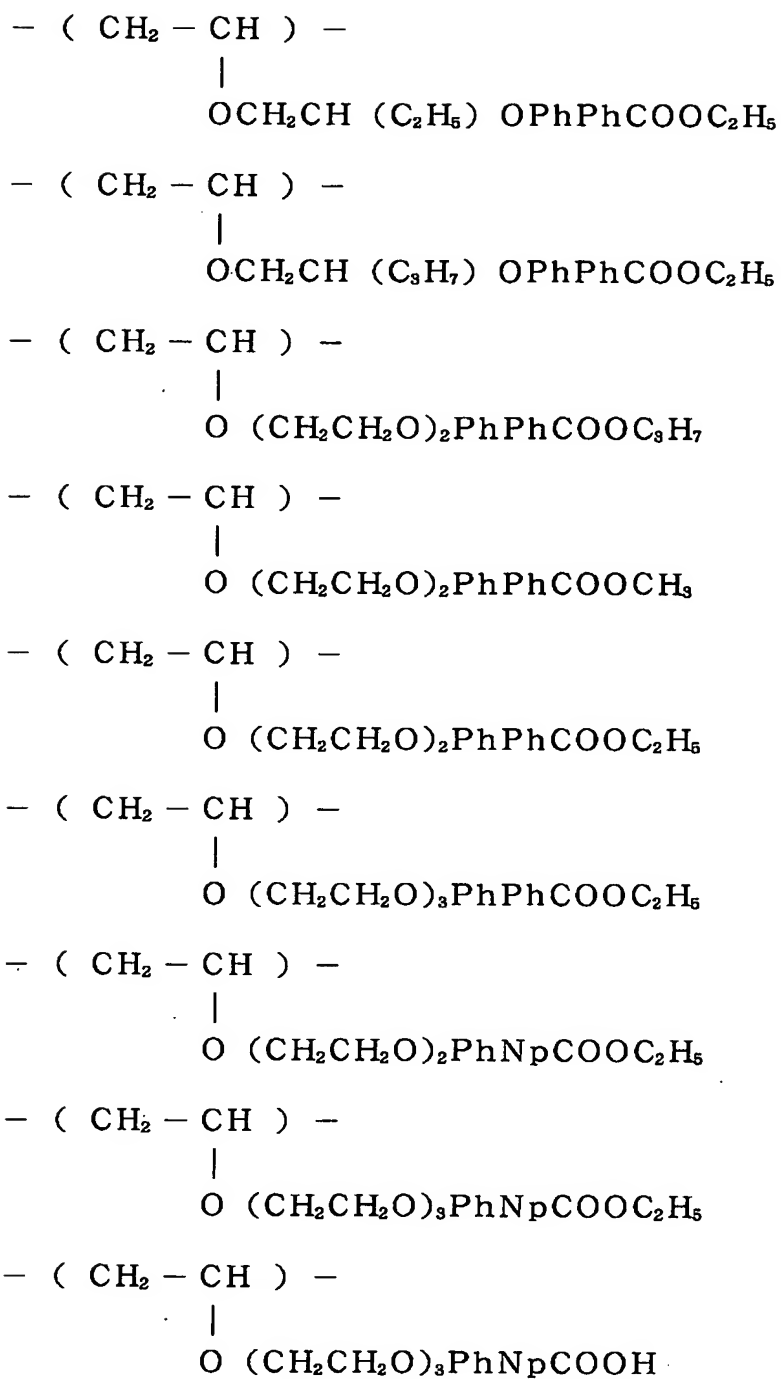 — ( CH₂ — CH ) —
|
OCH₂CH (C₂H₅) OPhPhCOOC₂H₅
— ( CH₂ — CH ) —
|
OCH₂CH (C₃H₇) OPhPhCOOC₂H₅
— ( CH₂ — CH ) —
|
O (CH₂CH₂O)₂PhPhCOOC₃H₇
— ( CH₂ — CH ) —
|
O (CH₂CH₂O)₂PhPhCOOCH₃
— ( CH₂ — CH ) —
|
O (CH₂CH₂O)₂PhPhCOOC₂H₅
— ( CH₂ — CH ) —
|
O (CH₂CH₂O)₃PhPhCOOC₂H₅
— ( CH₂ — CH ) —
|
O (CH₂CH₂O)₂PhNpCOOC₂H₅
— ( CH₂ — CH ) —
|
O (CH₂CH₂O)₃PhNpCOOC₂H₅
— ( CH₂ — CH ) —
|
O (CH₂CH₂O)₃PhNpCOOH